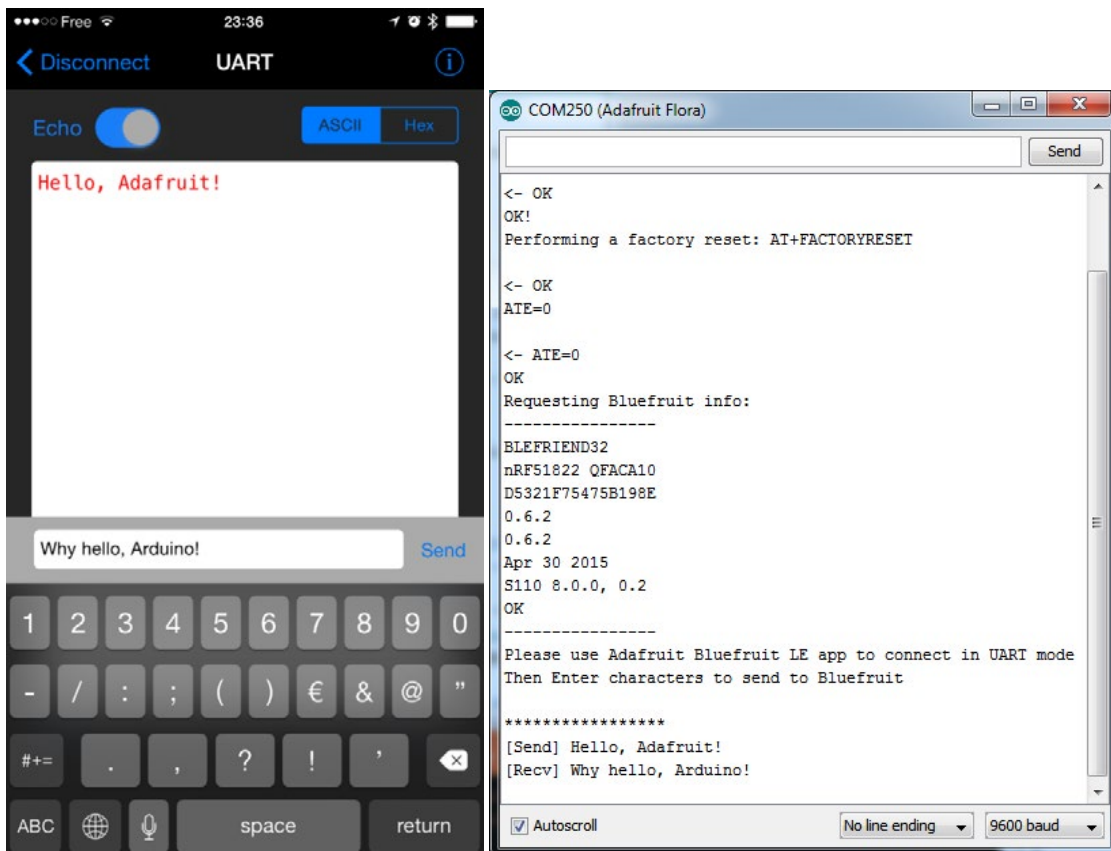 Free 23:36
Disconnect UART
Echo ASCII Hex
Hello, Adafruit!
Why hello, Arduino! Send
1 2 3 4 5 6 7 8 9 0
- / : ; ( ) € & @ "
#+= . , ? ! '
ABC space return
COM250 (Adafruit Flora)
Send
<- OK
OK!
Performing a factory reset: AT+FACTORYRESET
<- OK
ATE=0
<- ATE=0
OK
Requesting Bluefruit info:
----------------
BLEFRIEND32
nRF51822 QFACA10
D5321F75475B198E
0.6.2
0.6.2
Apr 30 2015
S110 8.0.0, 0.2
OK
----------------
Please use Adafruit Bluefruit LE app to connect in UART mode
Then Enter characters to send to Bluefruit
*****************
[Send] Hello, Adafruit!
[Recv] Why hello, Arduino!
Autoscroll No line ending 9600 baud